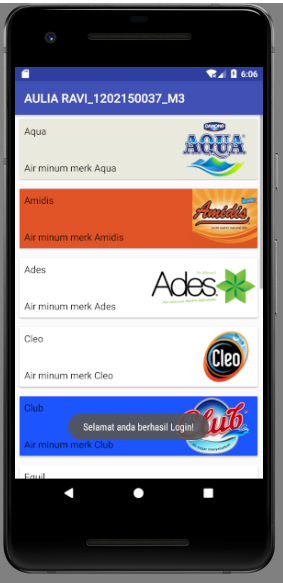 6:06
AULIA RAVI_1202150037_M3
Aqua
DANONE
AQUA
Air minum merk Aqua
Amidis
Amidis
Air minum merk Amidis
Ades
Ades
Air minum merk Ades
Cleo
Cleo
Air minum merk Cleo
Club
Club
Selamat anda berhasil Login!
Air minum merk Club
Equil